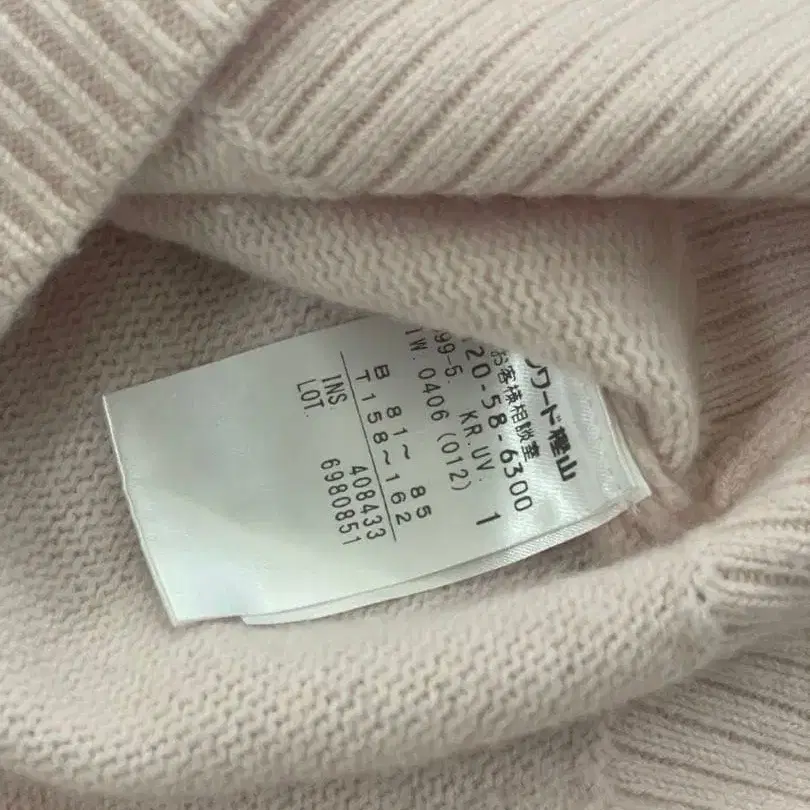 ワード樫山
お客様相談室
20-58-6300
99-5. KR.UV. 1
W. 0406 (012)
B 81～ 85
T 158～162
INS. 408433
LOT. 6980851